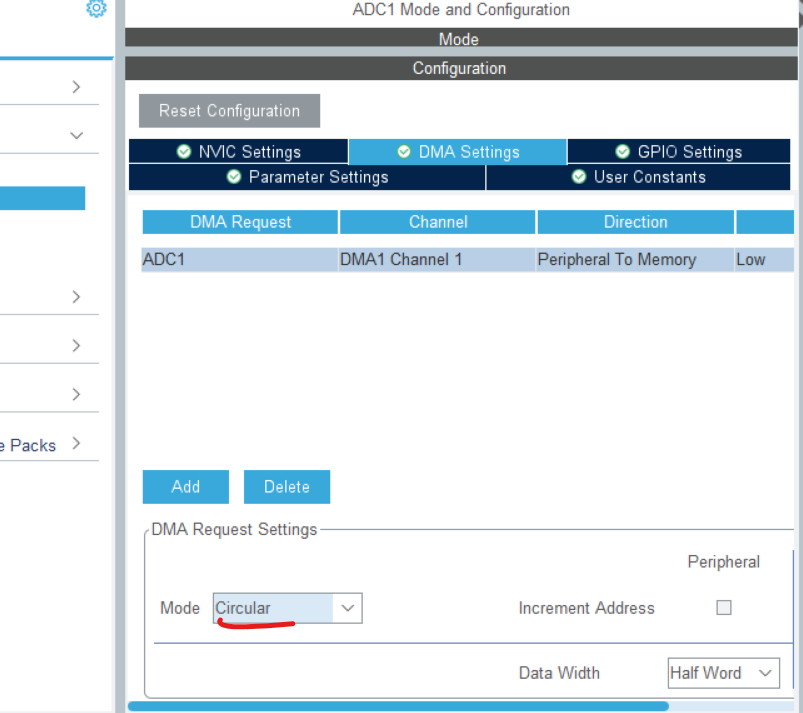 ADC1 Mode and Configuration
Mode
Configuration
Reset Configuration
NVIC Settings DMA Settings GPIO Settings
Parameter Settings User Constants
DMA Request Channel Direction
ADC1 DMA1 Channel 1 Peripheral To Memory Low
e Packs
Add Delete
DMA Request Settings
Peripheral
Mode Circular Increment Address
Data Width Half Word